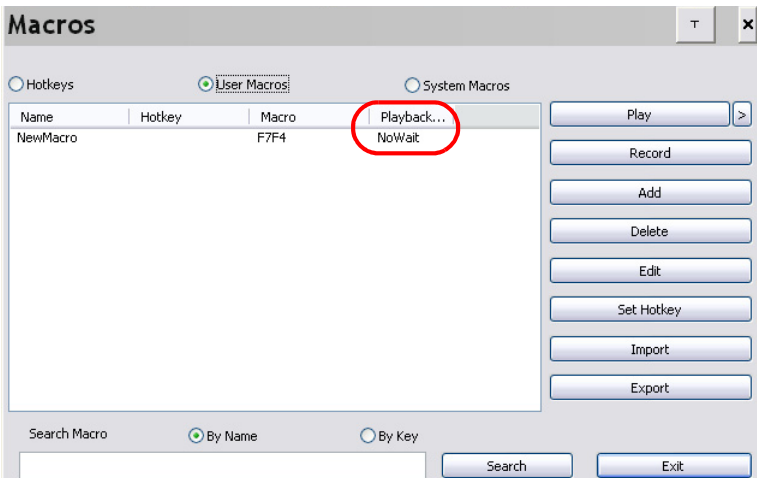 Macros
T ×
Hotkeys User Macros System Macros
Name Hotkey Macro Playback...
NewMacro F7F4 NoWait
Play >
Record
Add
Delete
Edit
Set Hotkey
Import
Export
Search Macro By Name By Key
Search Exit